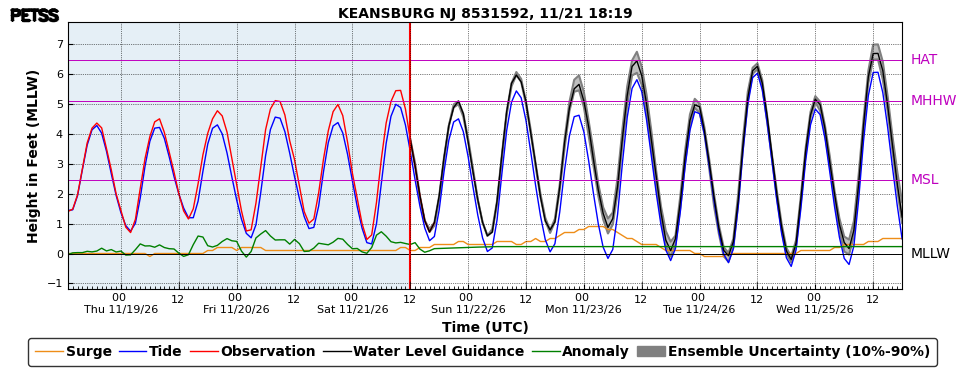 PETSS
KEANSBURG NJ 8531592, 11/21 18:19
Height in Feet (MLLW)
7
6
5
4
3
2
1
0
−1
HAT
MHHW
MSL
MLLW
00 12 00 12 00 12 00 12 00 12 00 12 00 12
Thu 11/19/26 Fri 11/20/26 Sat 11/21/26 Sun 11/22/26 Mon 11/23/26 Tue 11/24/26 Wed 11/25/26
Time (UTC)
Surge Tide Observation Water Level Guidance Anomaly Ensemble Uncertainty (10%-90%)